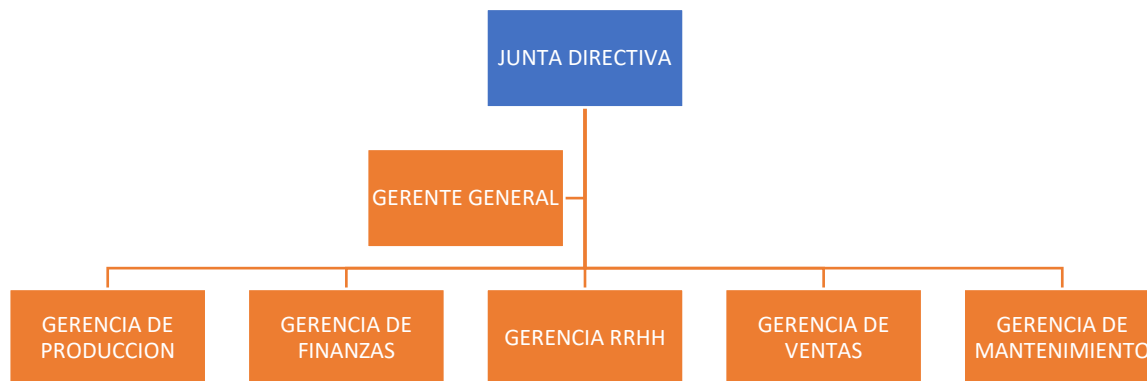 JUNTA DIRECTIVA
GERENTE GENERAL
GERENCIA DE
PRODUCCION
GERENCIA DE
FINANZAS
GERENCIA RRHH
GERENCIA DE
VENTAS
GERENCIA DE
MANTENIMIENTO